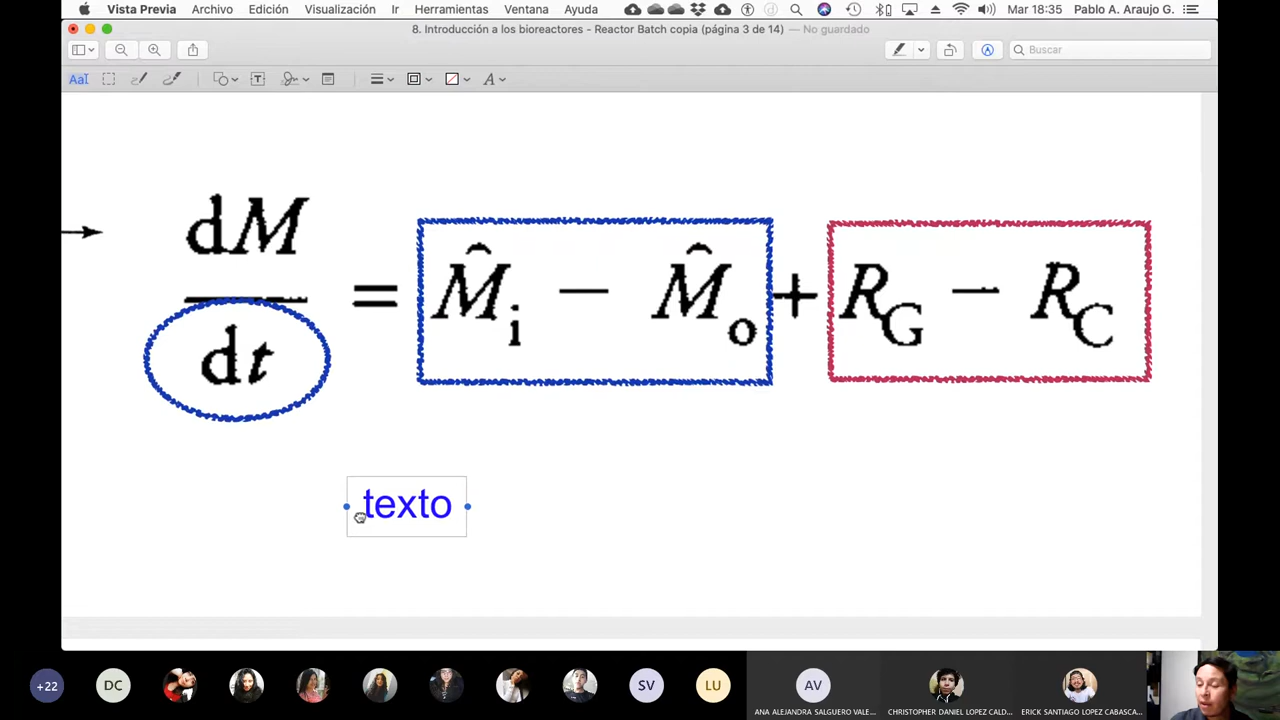 Vista Previa Archivo Edición Visualización Ir Herramientas Ventana Ayuda Mar 18:35 Pablo A. Araujo G.
8. Introducción a los bioreactores - Reactor Batch copia (página 3 de 14) — No guardado
Buscar
AaI T A
dM/dt = M̂i − M̂o + RG − RC
texto
+22 DC SV LU AV
ANA ALEJANDRA SALGUERO VALE... CHRISTOPHER DANIEL LOPEZ CALD... ERICK SANTIAGO LOPEZ CABASCA...